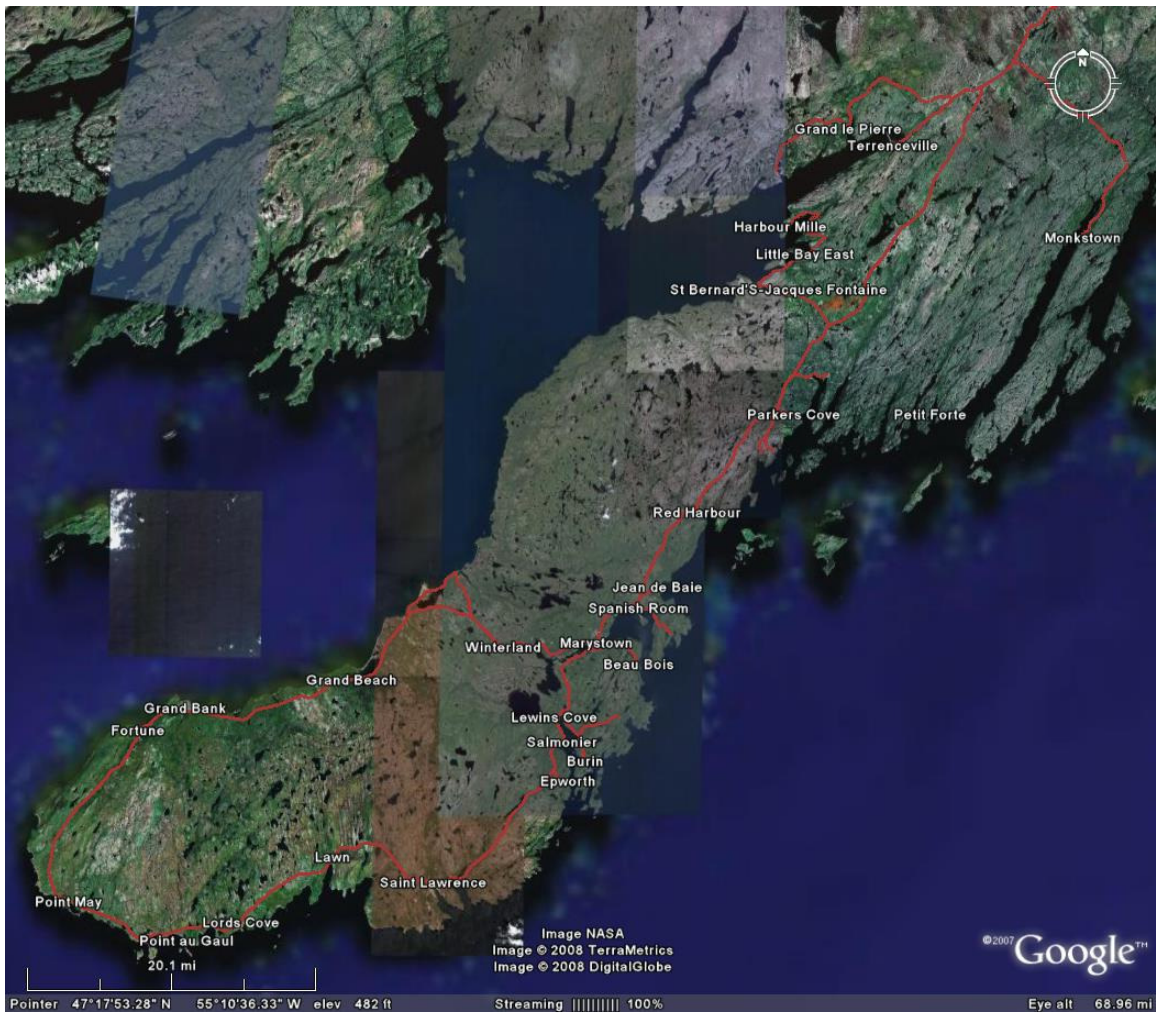 N
Grand le Pierre
Terrenceville
Harbour Mille
Monkstown
Little Bay East
St Bernard'S-Jacques Fontaine
Parkers Cove
Petit Forte
Red Harbour
Jean de Baie
Spanish Room
Marystown
Winterland
Beau Bois
Grand Beach
Grand Bank
Lewins Cove
Fortune
Salmonier
Burin
Epworth
Lawn
Saint Lawrence
Point May
Lords Cove
Point au Gaul
20.1 mi
Image NASA
Image © 2008 TerraMetrics
Image © 2008 DigitalGlobe
©2007 Google™
Pointer 47°17'53.28" N 55°10'36.33" W elev 482 ft Streaming |||||||||| 100% Eye alt 68.96 mi